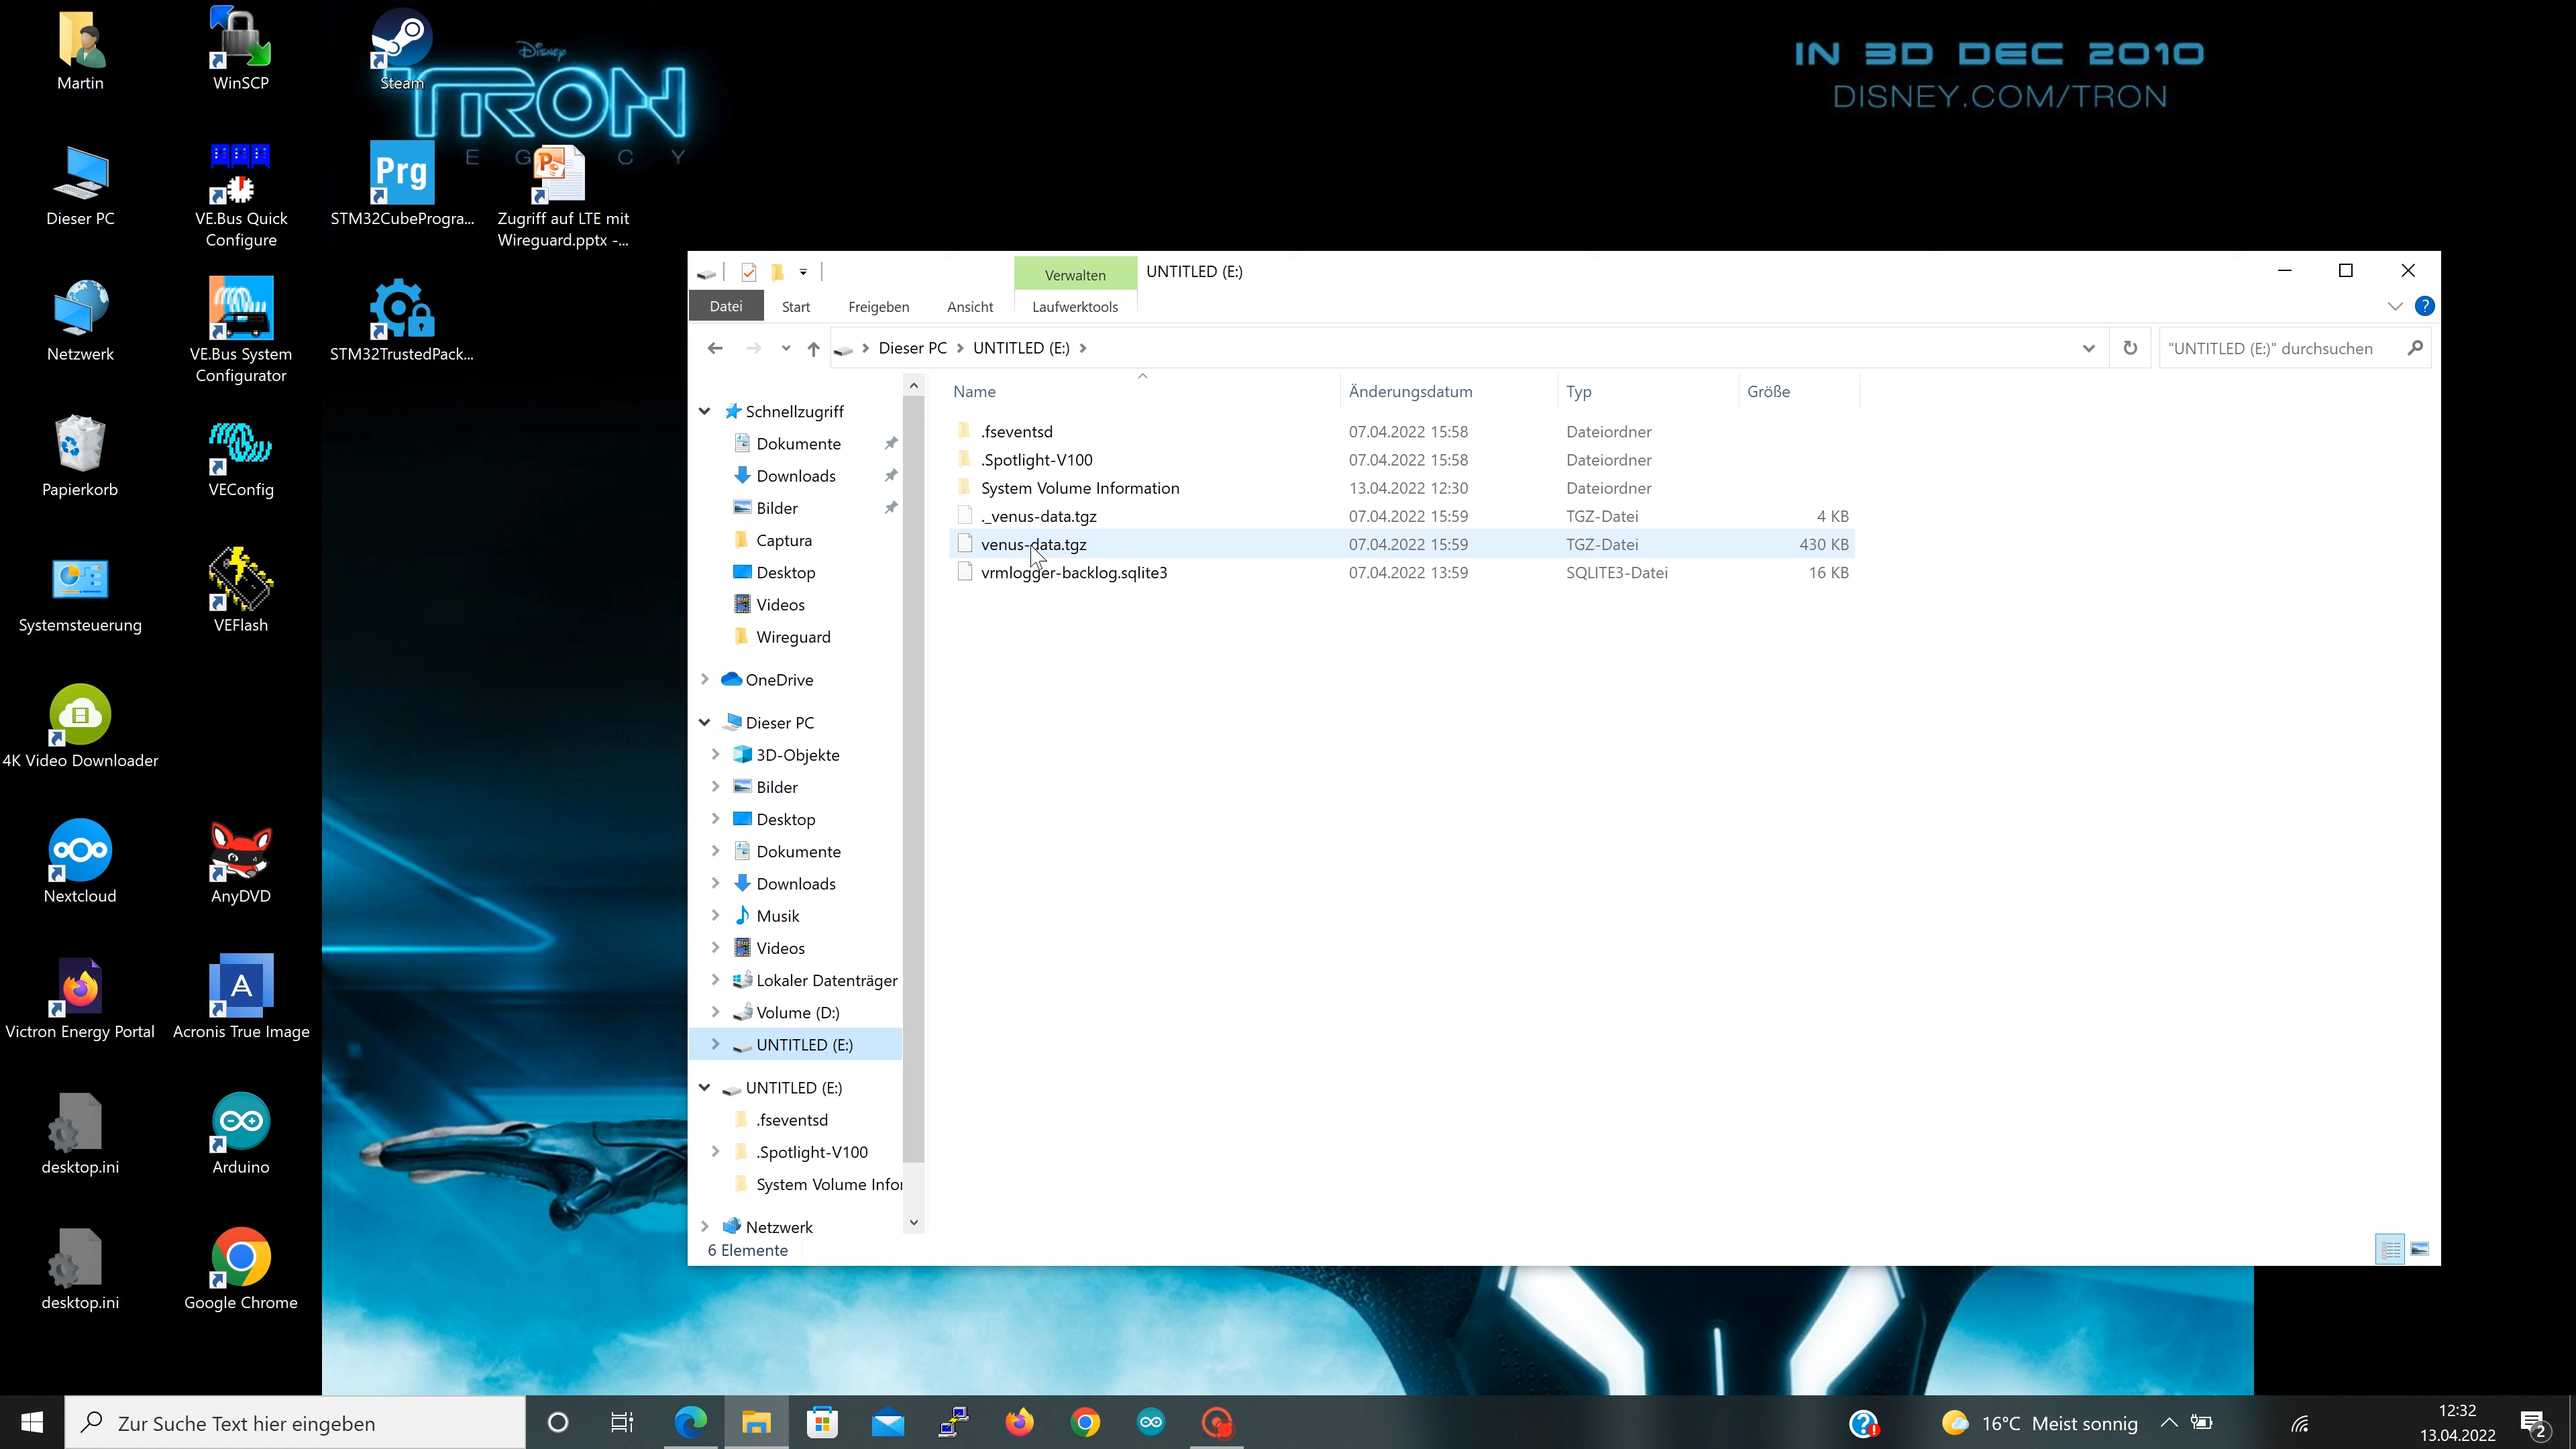 Martin
WinSCP
Steam
Disney
TRON
E G C Y
IN 3D DEC 2010
DISNEY.COM/TRON
Dieser PC
VE.Bus Quick
Configure
Prg
STM32CubeProgra...
Zugriff auf LTE mit
Wireguard.pptx -...
Netzwerk
VE.Bus System
Configurator
STM32TrustedPack...
Papierkorb
VEConfig
Systemsteuerung
VEFlash
4K Video Downloader
Nextcloud
AnyDVD
Victron Energy Portal
Acronis True Image
desktop.ini
Arduino
desktop.ini
Google Chrome
Verwalten
UNTITLED (E:)
Datei
Start
Freigeben
Ansicht
Laufwerktools
Dieser PC
UNTITLED (E:)
"UNTITLED (E:)" durchsuchen
Name
Änderungsdatum
Typ
Größe
.fseventsd 07.04.2022 15:58 Dateiordner
.Spotlight-V100 07.04.2022 15:58 Dateiordner
System Volume Information 13.04.2022 12:30 Dateiordner
._venus-data.tgz 07.04.2022 15:59 TGZ-Datei 4 KB
venus-data.tgz 07.04.2022 15:59 TGZ-Datei 430 KB
vrmlogger-backlog.sqlite3 07.04.2022 13:59 SQLITE3-Datei 16 KB
Schnellzugriff
Dokumente
Downloads
Bilder
Captura
Desktop
Videos
Wireguard
OneDrive
Dieser PC
3D-Objekte
Bilder
Desktop
Dokumente
Downloads
Musik
Videos
Lokaler Datenträger
Volume (D:)
UNTITLED (E:)
UNTITLED (E:)
.fseventsd
.Spotlight-V100
System Volume Infor
Netzwerk
6 Elemente
Zur Suche Text hier eingeben
16°C Meist sonnig
12:32
13.04.2022
2